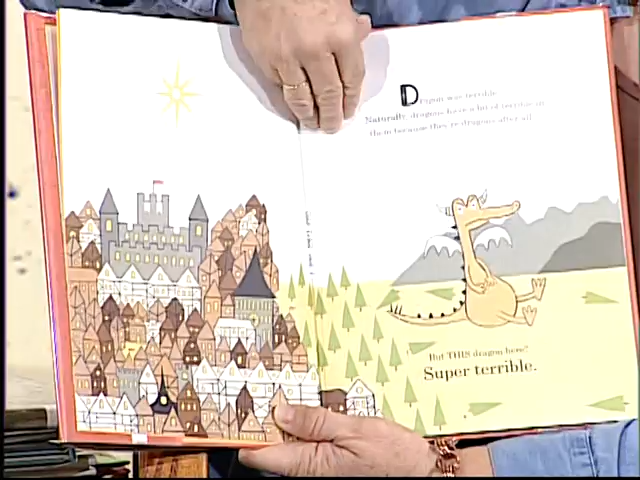 Dragon was terrible.
Naturally, dragons have a bit of terrible in
them because they're dragons after all.
But THIS dragon here?
Super terrible.